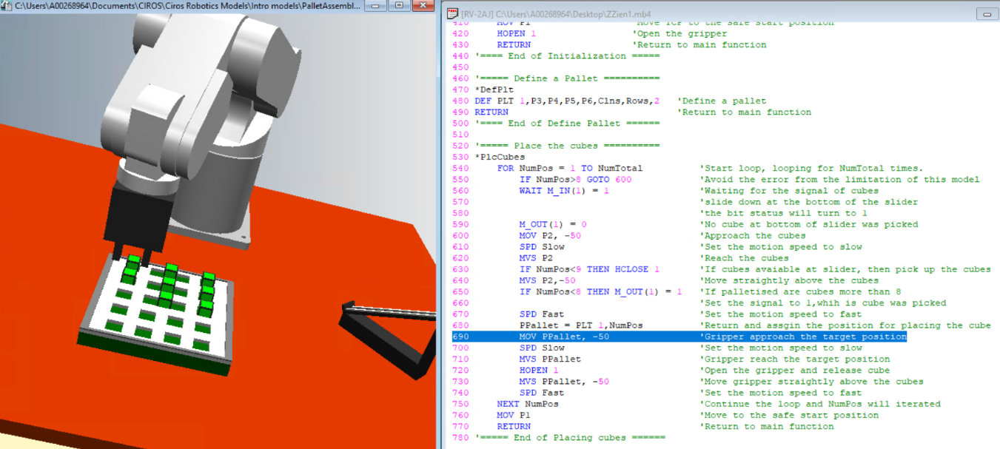 C:\Users\A00268964\Documents\CIROS\Ciros Robotics Models\Intro models\PalletAssembl...
[RV-2AJ] C:\Users\A00268964\Desktop\ZZien1.mb4
410 MOV P1 'Move TCP to the safe start position
420 HOPEN 1 'Open the gripper
430 RETURN 'Return to main function
440 '==== End of Initialization =====
450
460 '===== Define a Pallet ==========
470 *DefPlt
480 DEF PLT 1,P3,P4,P5,P6,Clns,Rows,2 'Define a pallet
490 RETURN 'Return to main function
500 '==== End of Define Pallet ======
510
520 '===== Place the cubes ==========
530 *PlcCubes
540 FOR NumPos = 1 TO NumTotal 'Start loop, looping for NumTotal times.
550 IF NumPos>8 GOTO 600 'Avoid the error from the limitation of this model
560 WAIT M_IN(1) = 1 'Waiting for the signal of cubes
570 'slide down at the bottom of the slider
580 'the bit status will turn to 1
590 M_OUT(1) = 0 'No cube at bottom of slider was picked
600 MOV P2, -50 'Approach the cubes
610 SPD Slow 'Set the motion speed to slow
620 MVS P2 'Reach the cubes
630 IF NumPos<9 THEN HCLOSE 1 'If cubes avaiable at slider, then pick up the cubes
640 MVS P2,-50 'Move straightly above the cubes
650 IF NumPos<8 THEN M_OUT(1) = 1 'If palletised are cubes more than 8
660 'Set the signal to 1,whih is cube was picked
670 SPD Fast 'Set the motion speed to fast
680 PPallet = PLT 1,NumPos 'Return and assgin the position for placing the cube
690 MOV PPallet, -50 'Gripper approach the target position
700 SPD Slow 'Set the motion speed to slow
710 MVS PPallet 'Gripper reach the target position
720 HOPEN 1 'Open the gripper and release cube
730 MVS PPallet, -50 'Move gripper straightly above the cubes
740 SPD Fast 'Set the motion speed to fast
750 NEXT NumPos 'Continue the loop and NumPos will iterated
760 MOV P1 'Move to the safe start position
770 RETURN 'Return to main function
780 '===== End of Placing cubes ======